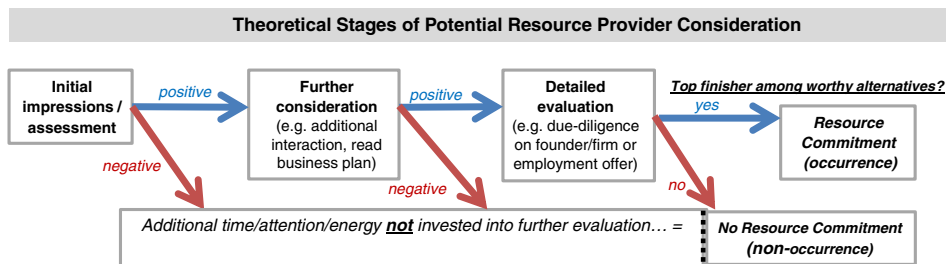 Theoretical Stages of Potential Resource Provider Consideration
Initial
impressions /
assessment
positive
negative
Further
consideration
(e.g. additional
interaction, read
business plan)
positive
negative
Detailed
evaluation
(e.g. due-diligence
on founder/firm or
employment offer)
Top finisher among worthy alternatives?
yes
no
Resource
Commitment
(occurrence)
Additional time/attention/energy not invested into further evaluation… =
No Resource Commitment
(non-occurrence)